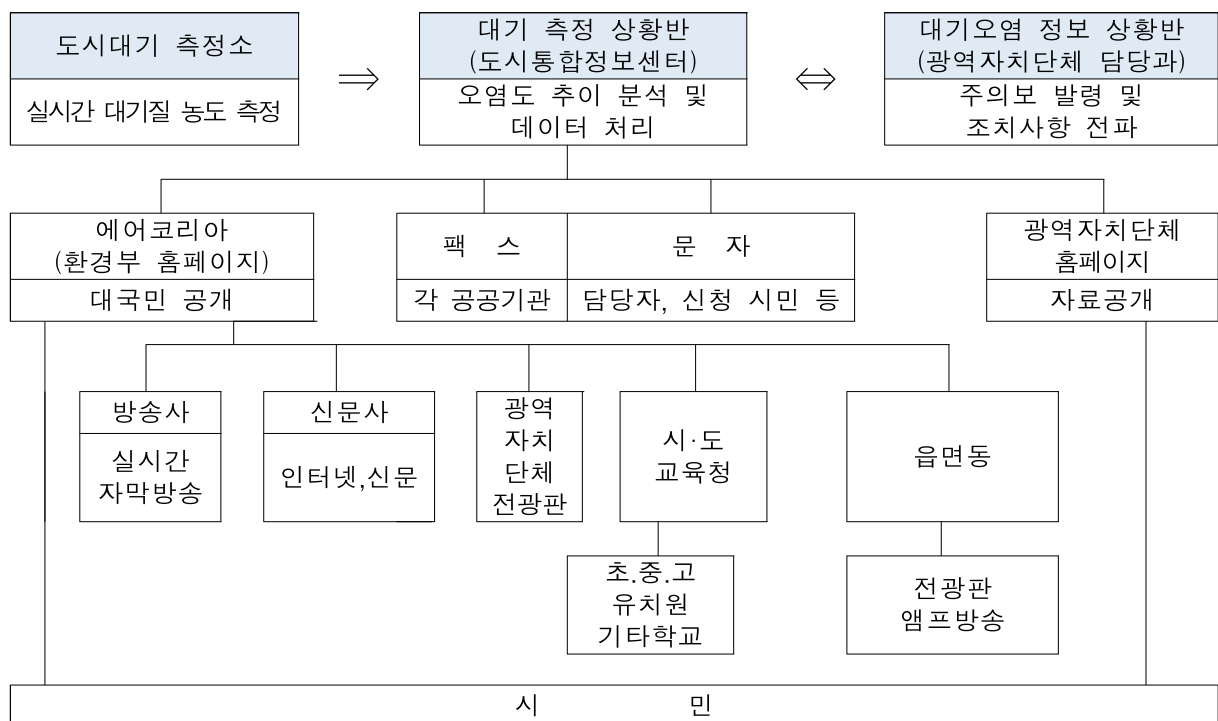 도시대기 측정소
실시간 대기질 농도 측정
⇒
대기 측정 상황반
(도시통합정보센터)
오염도 추이 분석 및
데이터 처리
⇔
대기오염 정보 상황반
(광역자치단체 담당과)
주의보 발령 및
조치사항 전파
에어코리아
(환경부 홈페이지)
대국민 공개
팩 스
각 공공기관
문 자
담당자, 신청 시민 등
광역자치단체
홈페이지
자료공개
방송사
실시간
자막방송
신문사
인터넷,신문
광역
자치
단체
전광판
시·도
교육청
읍면동
초.중.고
유치원
기타학교
전광판
앰프방송
시 민